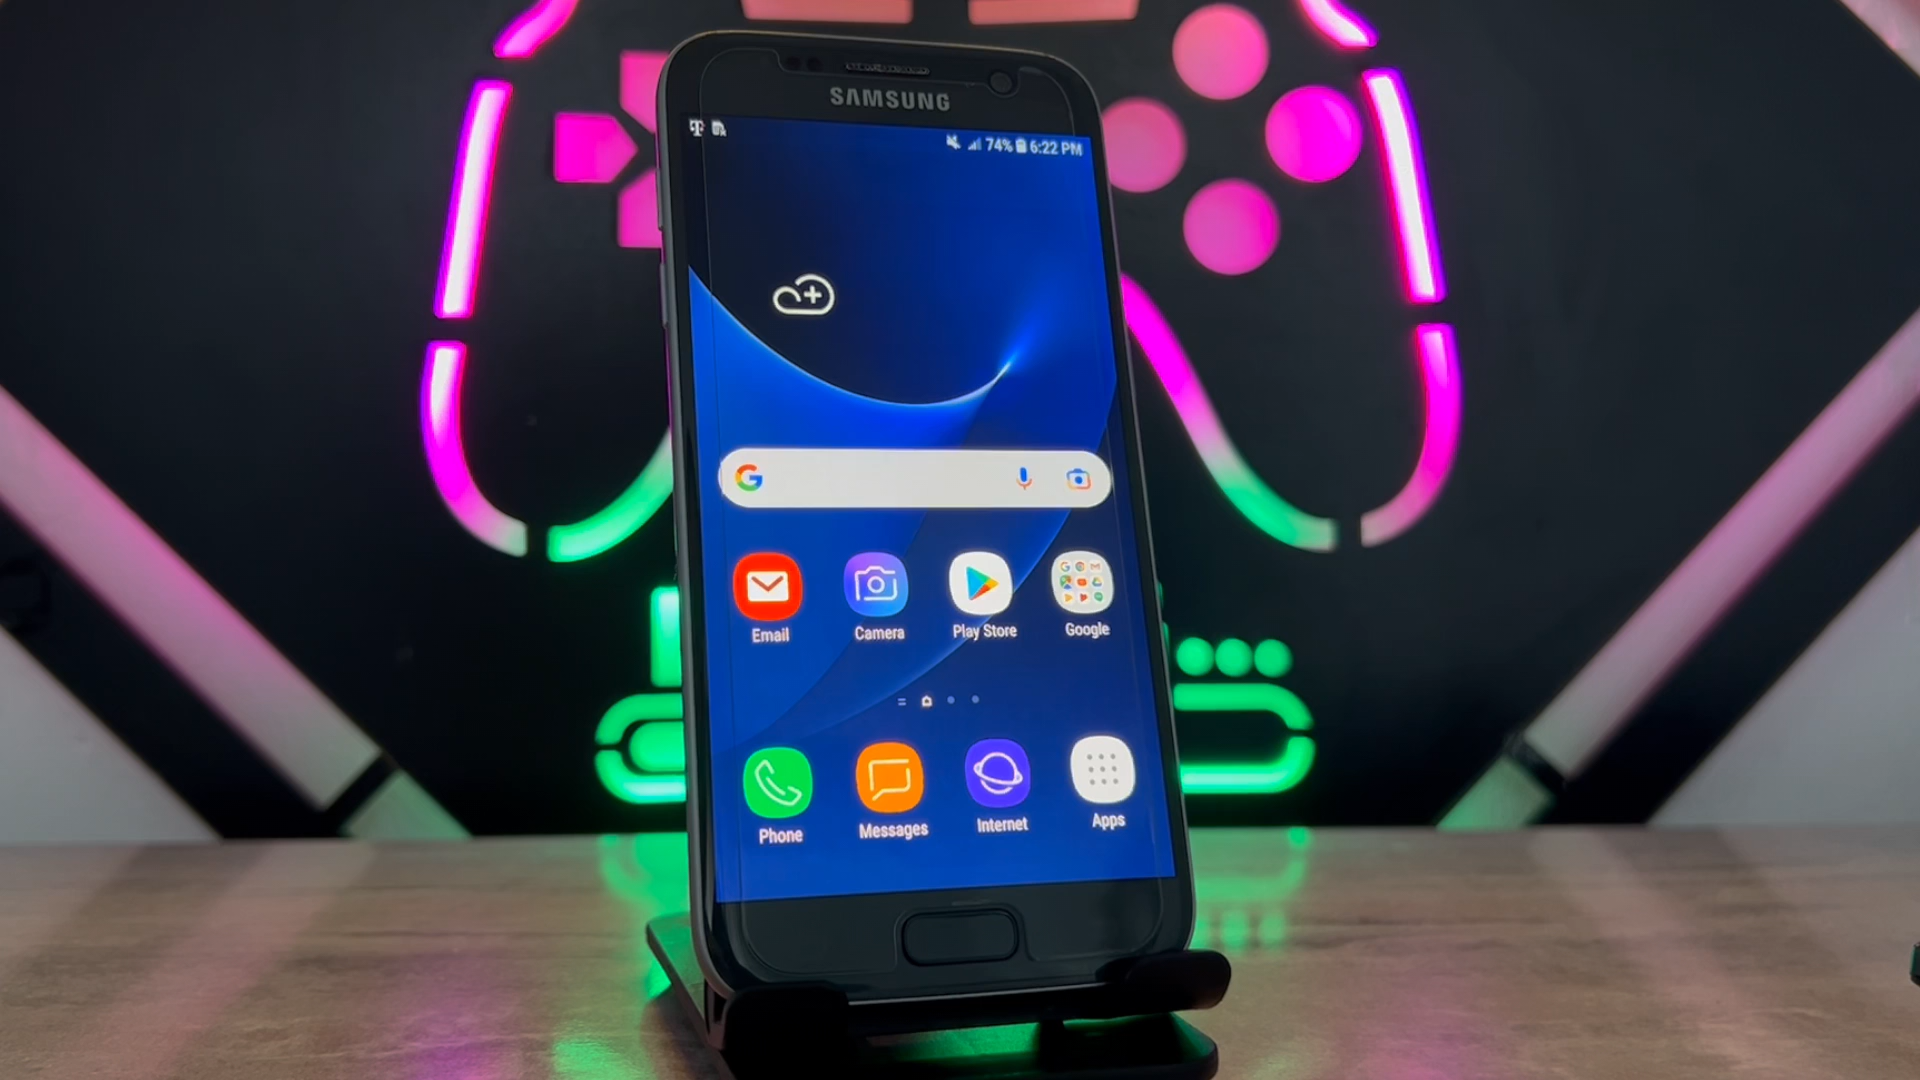 SAMSUNG
74% 6:22 PM
Email Camera Play Store Google
Phone Messages Internet Apps